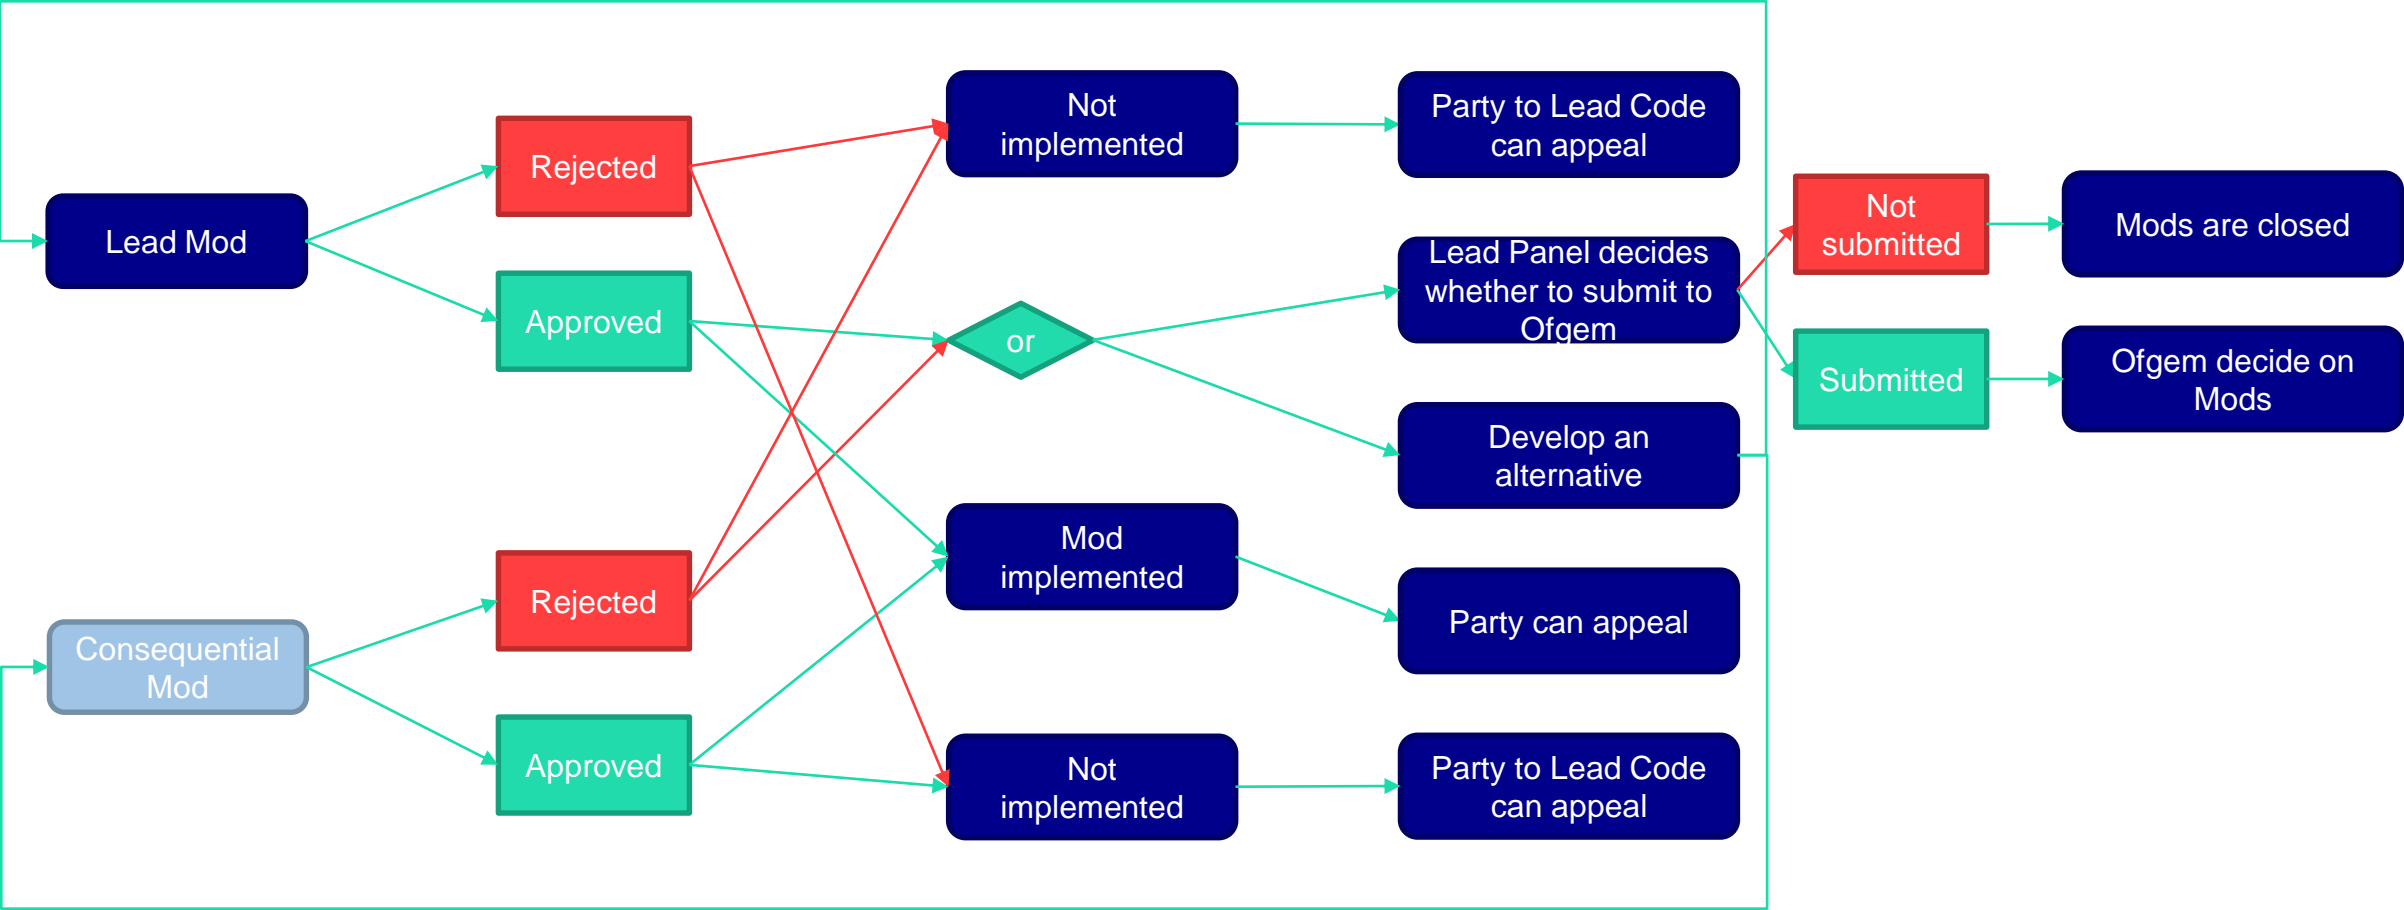 Not
implemented
Party to Lead Code
can appeal
Rejected
Not
submitted
Mods are closed
Lead Mod
Lead Panel decides
whether to submit to
Ofgem
Approved
or
Submitted
Ofgem decide on
Mods
Develop an
alternative
Mod
implemented
Rejected
Party can appeal
Consequential
Mod
Approved
Not
implemented
Party to Lead Code
can appeal